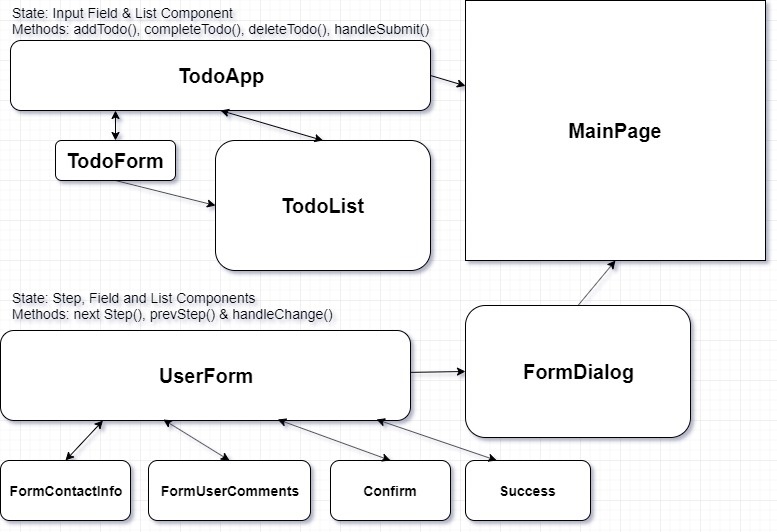 State: Input Field & List Component
Methods: addTodo(), completeTodo(), deleteTodo(), handleSubmit()
TodoApp
MainPage
TodoForm
TodoList
State: Step, Field and List Components
Methods: next Step(), prevStep() & handleChange()
UserForm
FormDialog
FormContactInfo
FormUserComments
Confirm
Success